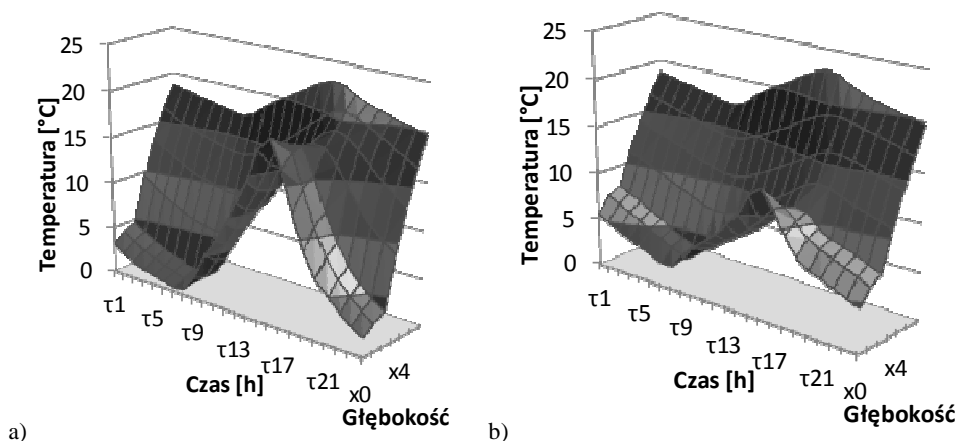 Temperatura [°C]
25
20
15
10
5
0
τ1
τ5
τ9
τ13
τ17
τ21
Czas [h]
x0
x4
Głębokość
a)
Temperatura [°C]
25
20
15
10
5
0
τ1
τ5
τ9
τ13
τ17
τ21
Czas [h]
x0
x4
Głębokość
b)